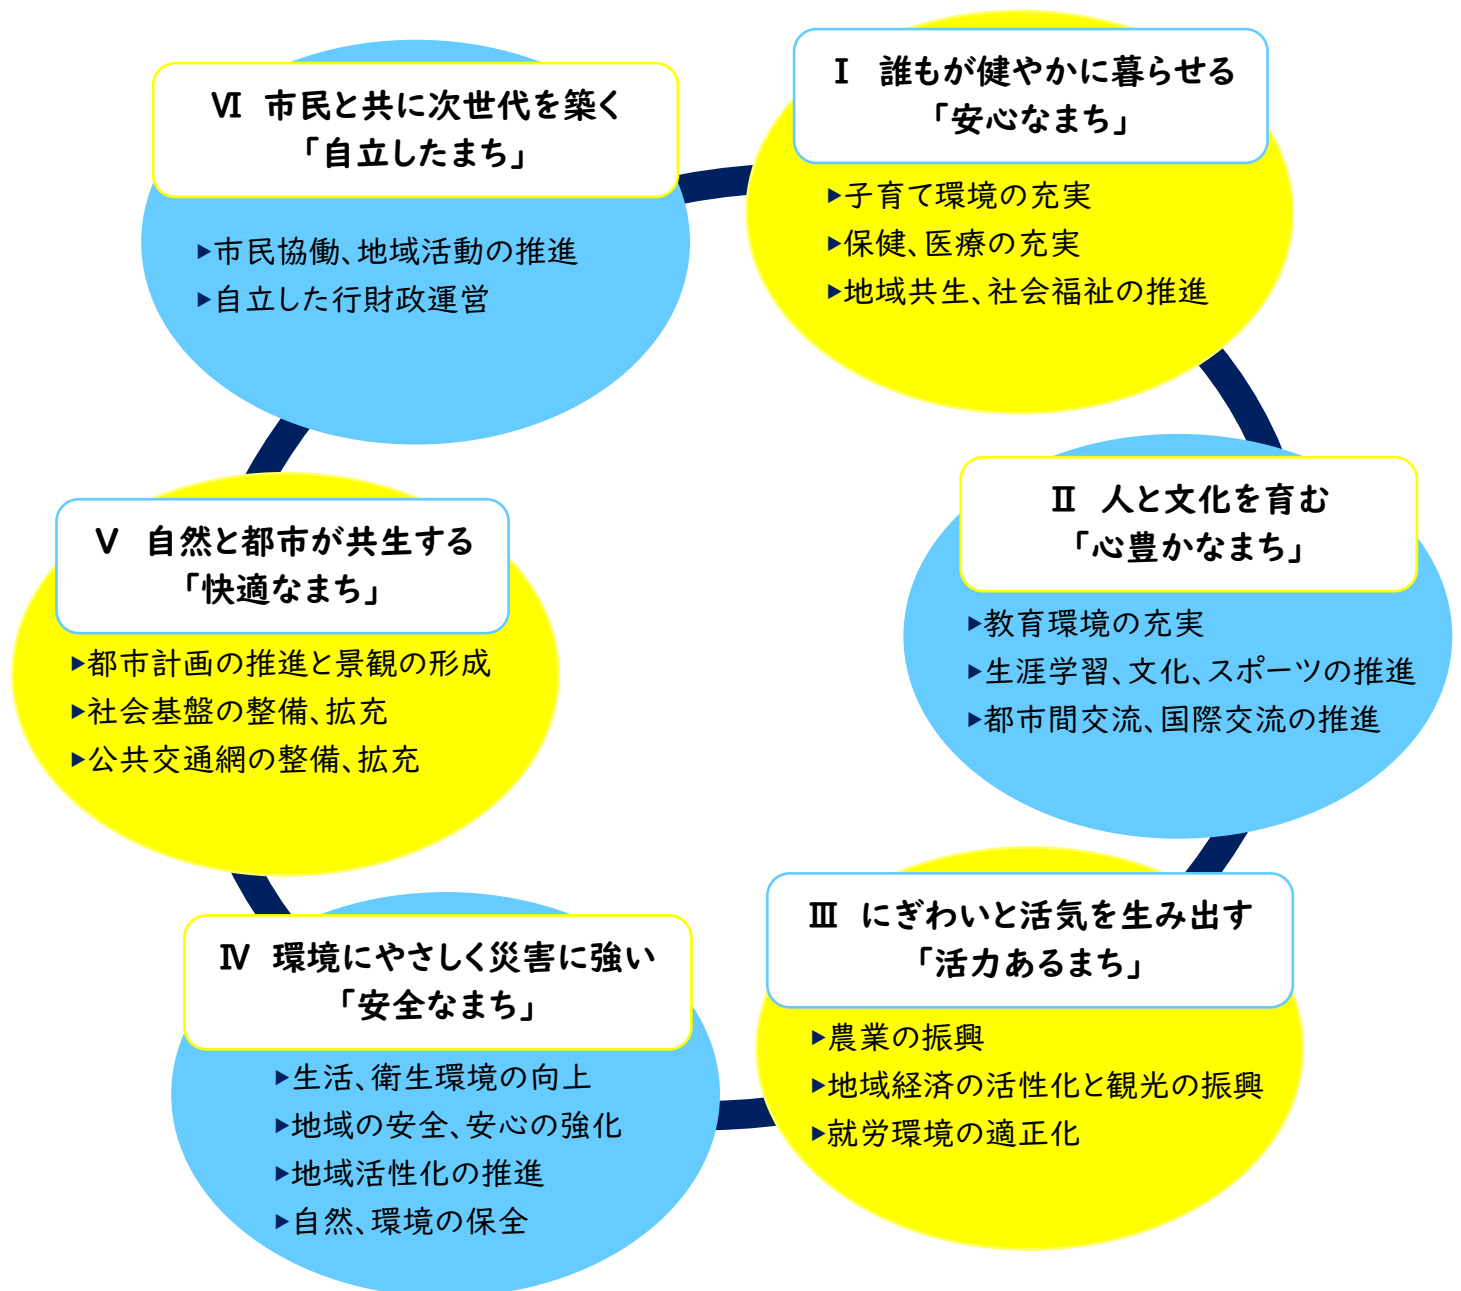 Ⅰ 誰もが健やかに暮らせる
「安心なまち」
▶子育て環境の充実
▶保健、医療の充実
▶地域共生、社会福祉の推進
Ⅱ 人と文化を育む
「心豊かなまち」
▶教育環境の充実
▶生涯学習、文化、スポーツの推進
▶都市間交流、国際交流の推進
Ⅲ にぎわいと活気を生み出す
「活力あるまち」
▶農業の振興
▶地域経済の活性化と観光の振興
▶就労環境の適正化
Ⅳ 環境にやさしく災害に強い
「安全なまち」
▶生活、衛生環境の向上
▶地域の安全、安心の強化
▶地域活性化の推進
▶自然、環境の保全
Ⅴ 自然と都市が共生する
「快適なまち」
▶都市計画の推進と景観の形成
▶社会基盤の整備、拡充
▶公共交通網の整備、拡充
Ⅵ 市民と共に次世代を築く
「自立したまち」
▶市民協働、地域活動の推進
▶自立した行財政運営